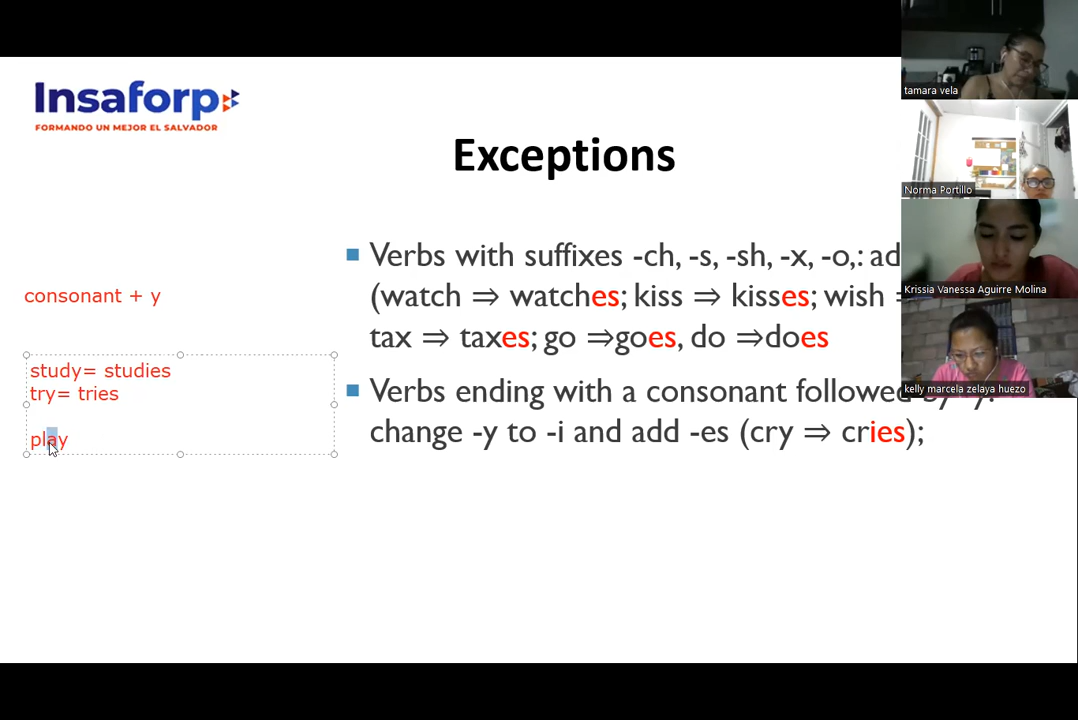 Insaforp
FORMANDO UN MEJOR EL SALVADOR
Exceptions
Verbs with suffixes -ch, -s, -sh, -x, -o,: ad
(watch ⇒ watches; kiss ⇒ kisses; wish
tax ⇒ taxes; go ⇒goes, do ⇒does
Verbs ending with a consonant followed
change -y to -i and add -es (cry ⇒ cries);
consonant + y
study= studies
try= tries
play
tamara vela
Norma Portillo
Krissia Vanessa Aguirre Molina
kelly marcela zelaya huezo